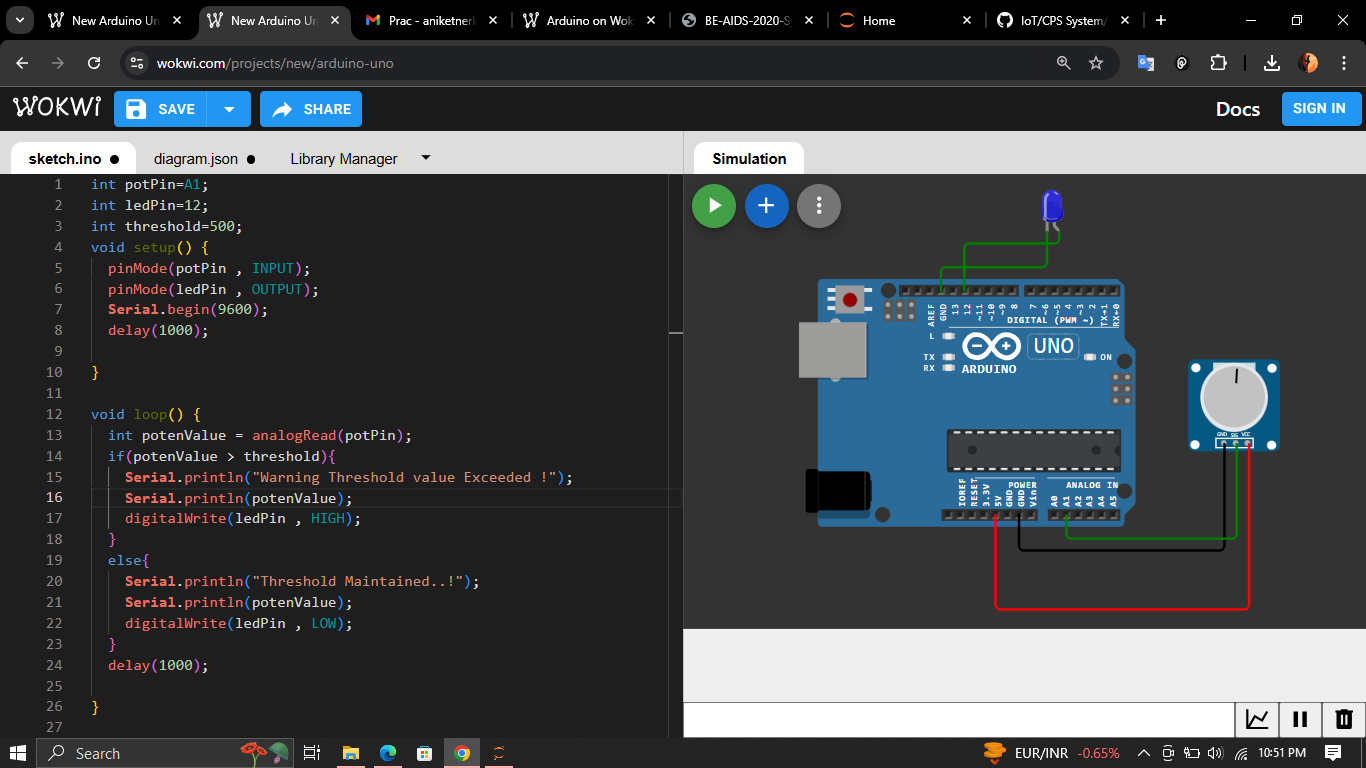 New Arduino Un
New Arduino Un
Prac - aniketnerk
Arduino on Wok
BE-AIDS-2020-Sy
Home
IoT/CPS System/
wokwi.com/projects/new/arduino-uno
WOKWI
SAVE
SHARE
Docs
SIGN IN
sketch.ino
diagram.json
Library Manager
Simulation
1 int potPin=A1;
2 int ledPin=12;
3 int threshold=500;
4 void setup() {
5 pinMode(potPin , INPUT);
6 pinMode(ledPin , OUTPUT);
7 Serial.begin(9600);
8 delay(1000);
9
10 }
11
12 void loop() {
13 int potenValue = analogRead(potPin);
14 if(potenValue > threshold){
15 Serial.println("Warning Threshold value Exceeded !");
16 Serial.println(potenValue);
17 digitalWrite(ledPin , HIGH);
18 }
19 else{
20 Serial.println("Threshold Maintained..!");
21 Serial.println(potenValue);
22 digitalWrite(ledPin , LOW);
23 }
24 delay(1000);
25
26 }
27
AREF GND 13 12 ~11 ~10 ~9 8 7 ~6 ~5 4 ~3 2 TX→1 RX←0
DIGITAL (PWM ~)
L
TX
RX
UNO
ARDUINO
ON
GND SIG VCC
IOREF RESET 3.3V 5V GND GND Vin
POWER
ANALOG IN
A0 A1 A2 A3 A4 A5
Search
EUR/INR -0.65%
10:51 PM